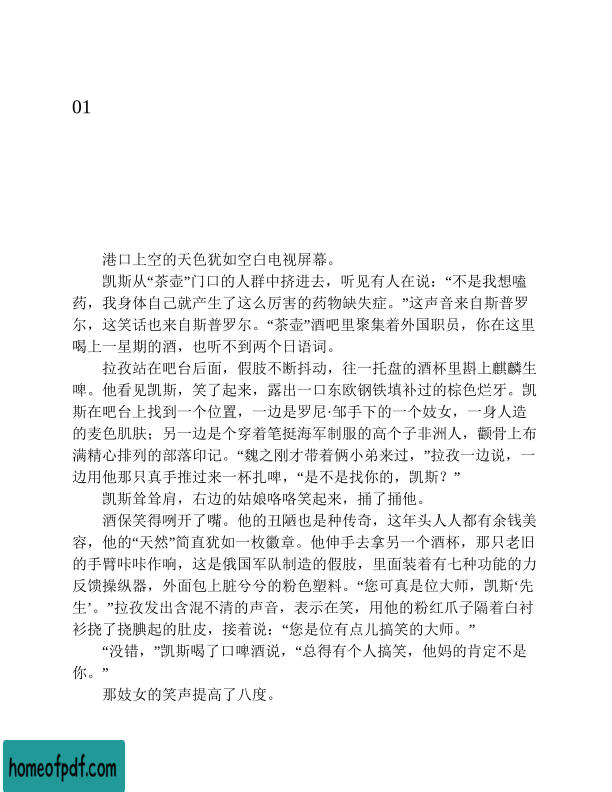 01
港口上空的天色犹如空白电视屏幕。
凯斯从“茶壶”门口的人群中挤进去，听见有人在说：“不是我想嗑
药，我身体自己就产生了这么厉害的药物缺失症。”这声音来自斯普罗
尔，这笑话也来自斯普罗尔。“茶壶”酒吧里聚集着外国职员，你在这里
喝上一星期的酒，也听不到两个日语词。
拉孜站在吧台后面，假肢不断抖动，往一托盘的酒杯里斟上麒麟生
啤。他看见凯斯，笑了起来，露出一口东欧钢铁填补过的棕色烂牙。凯
斯在吧台上找到一个位置，一边是罗尼·邹手下的一个妓女，一身人造
的麦色肌肤；另一边是个穿着笔挺海军制服的高个子非洲人，颧骨上布
满精心排列的部落印记。“魏之刚才带着俩小弟来过，”拉孜一边说，一
边用他那只真手推过来一杯扎啤，“是不是找你的，凯斯？”
凯斯耸耸肩，右边的姑娘咯咯笑起来，捅了捅他。
酒保笑得咧开了嘴。他的丑陋也是种传奇，这年头人人都有余钱美
容，他的“天然”简直犹如一枚徽章。他伸手去拿另一个酒杯，那只老旧
的手臂咔咔作响，这是俄国军队制造的假肢，里面装着有七种功能的力
反馈操纵器，外面包上脏兮兮的粉色塑料。“您可真是位大师，凯斯‘先
生’。”拉孜发出含混不清的声音，表示在笑，用他的粉红爪子隔着白衬
衫挠了挠腆起的肚皮，接着说：“您是位有点儿搞笑的大师。”
“没错，”凯斯喝了口啤酒说，“总得有个人搞笑，他妈的肯定不是
你。”
那妓女的笑声提高了八度。
homeofpdf.com